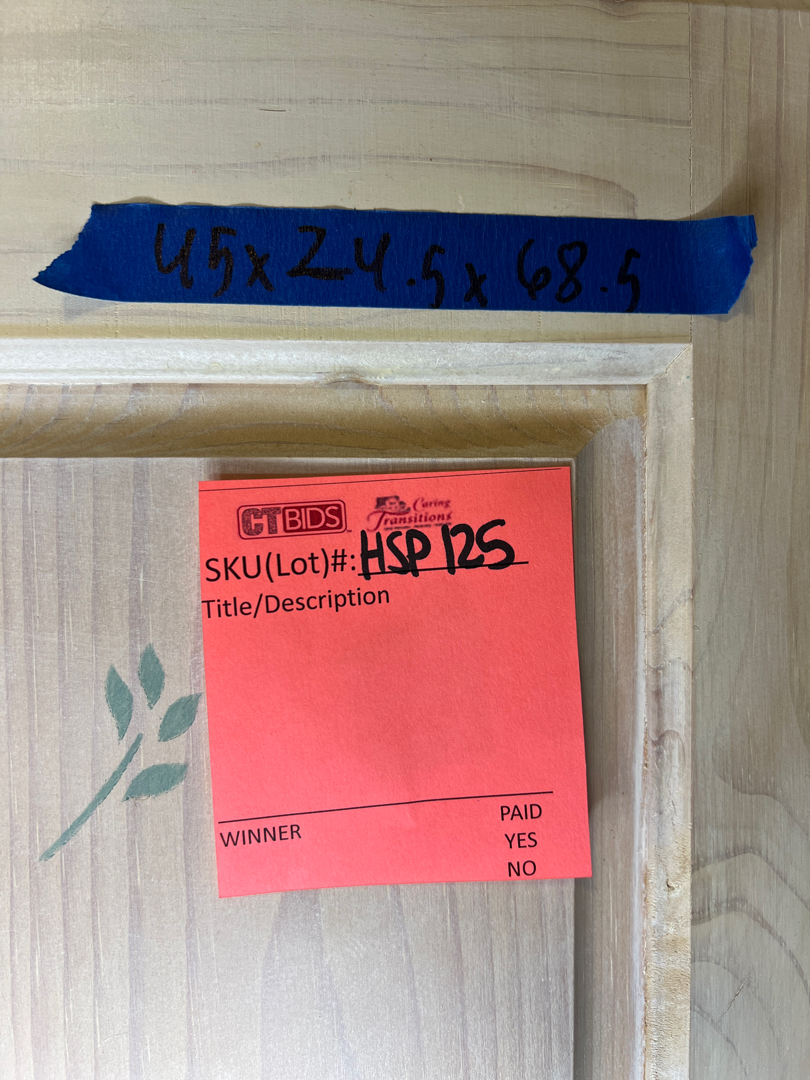 45x24.5x68.5
CTBIDS
Caring
Transitions
SKU(Lot)#: HSP 125
Title/Description
WINNER
PAID
YES
NO